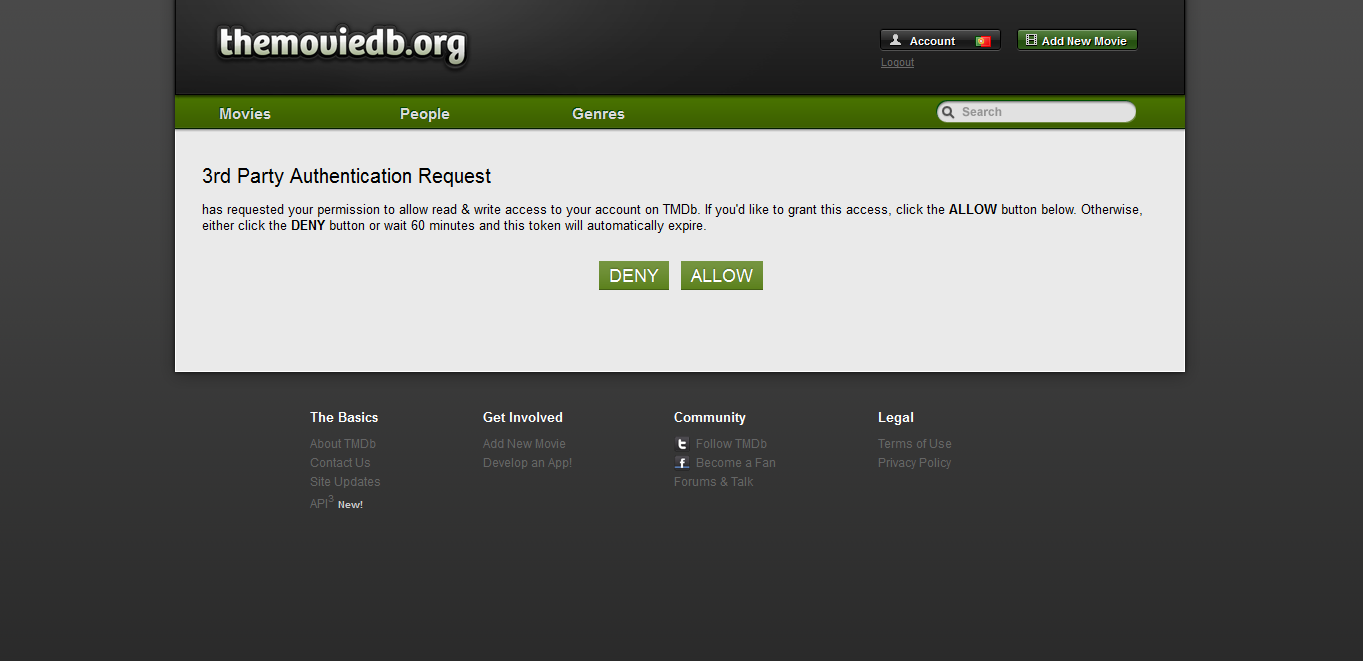 themoviedb.org
Account
Add New Movie
Logout
Movies
People
Genres
Search
3rd Party Authentication Request
has requested your permission to allow read & write access to your account on TMDb. If you'd like to grant this access, click the ALLOW button below. Otherwise,
either click the DENY button or wait 60 minutes and this token will automatically expire.
DENY
ALLOW
The Basics
About TMDb
Contact Us
Site Updates
API3 New!
Get Involved
Add New Movie
Develop an App!
Community
Follow TMDb
Become a Fan
Forums & Talk
Legal
Terms of Use
Privacy Policy